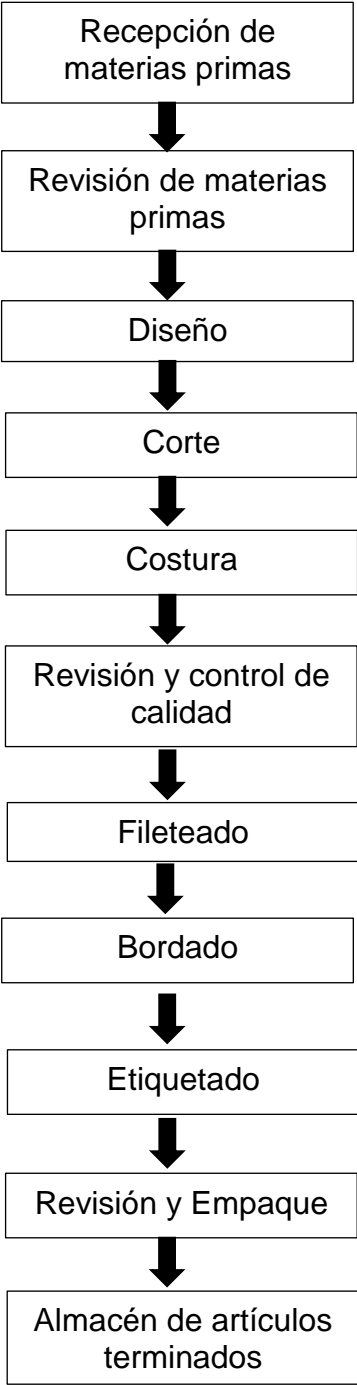 Recepción de
materias primas
Revisión de materias
primas
Diseño
Corte
Costura
Revisión y control de
calidad
Fileteado
Bordado
Etiquetado
Revisión y Empaque
Almacén de artículos
terminados